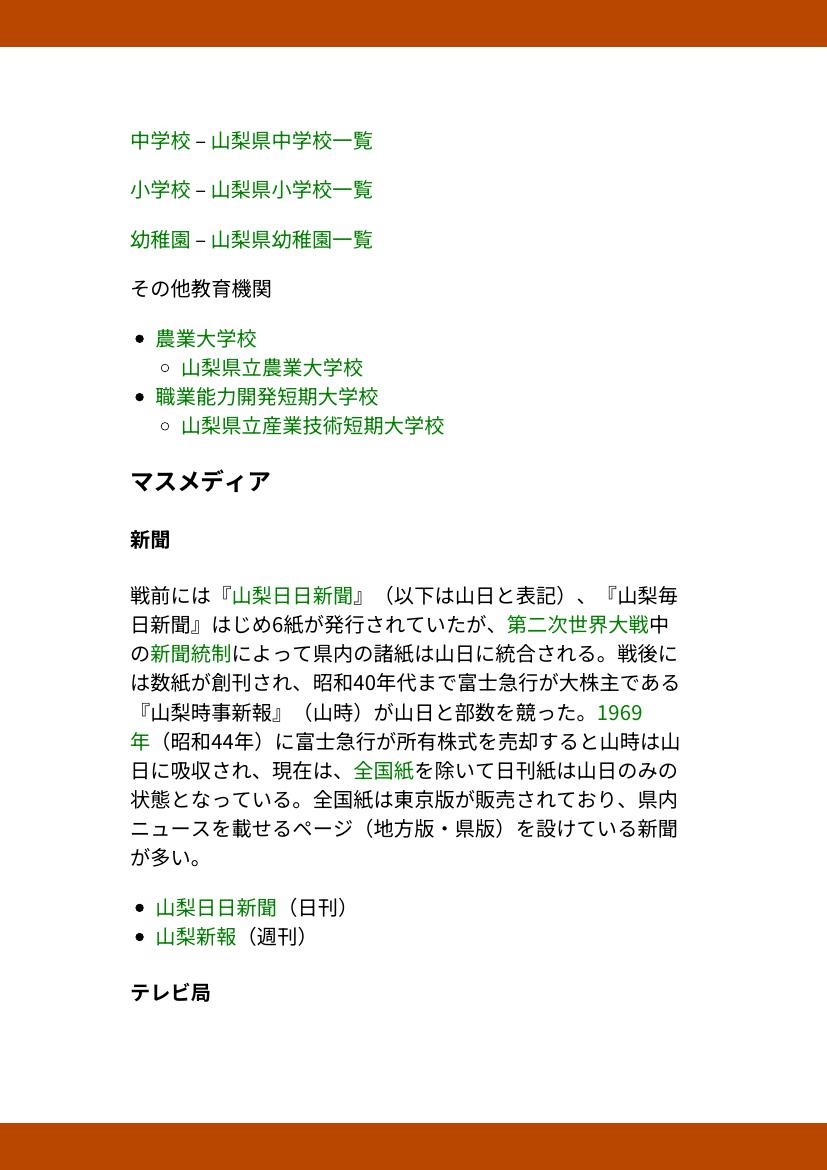 中学校 – 山梨県中学校一覧
小学校 – 山梨県小学校一覧
幼稚園 – 山梨県幼稚園一覧
その他教育機関
• 農業大学校
◦ 山梨県立農業大学校
• 職業能力開発短期大学校
◦ 山梨県立産業技術短期大学校
マスメディア
新聞
戦前には『山梨日日新聞』（以下は山日と表記）、『山梨毎
日新聞』はじめ6紙が発行されていたが、第二次世界大戦中
の新聞統制によって県内の諸紙は山日に統合される。戦後に
は数紙が創刊され、昭和40年代まで富士急行が大株主である
『山梨時事新報』（山時）が山日と部数を競った。1969
年（昭和44年）に富士急行が所有株式を売却すると山時は山
日に吸収され、現在は、全国紙を除いて日刊紙は山日のみの
状態となっている。全国紙は東京版が販売されており、県内
ニュースを載せるページ（地方版・県版）を設けている新聞
が多い。
• 山梨日日新聞（日刊）
• 山梨新報（週刊）
テレビ局